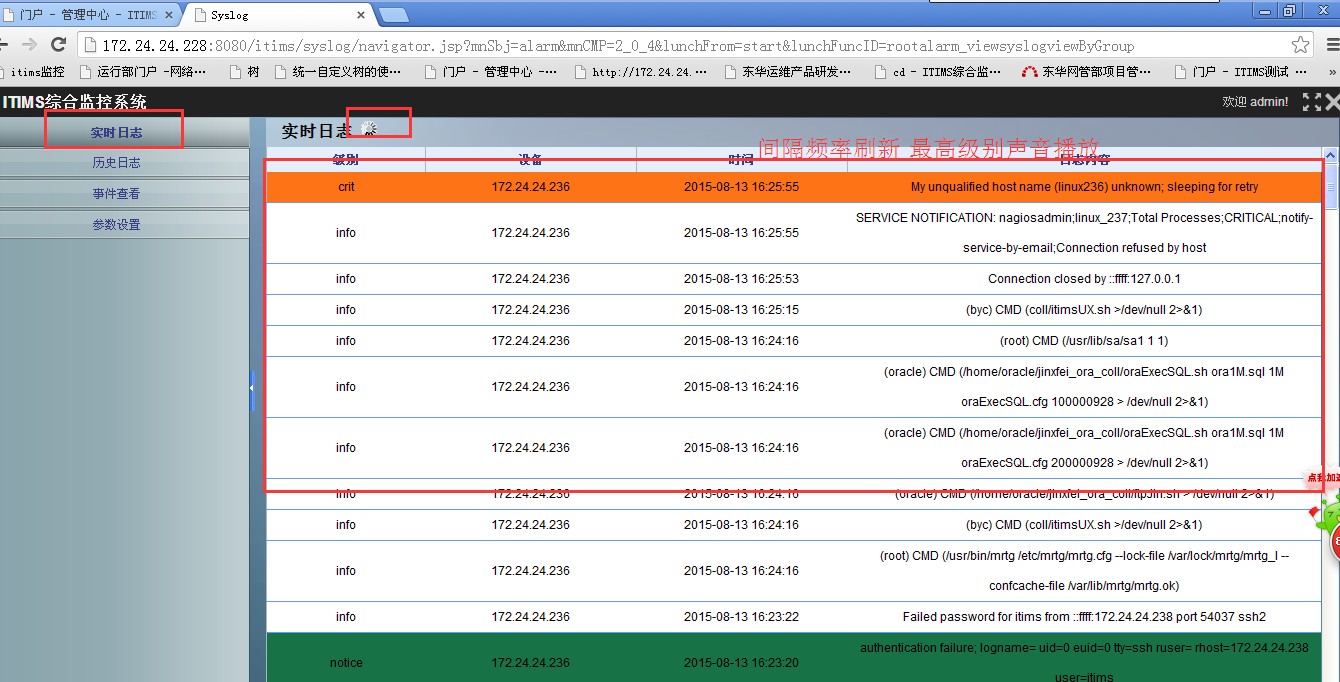 门户 - 管理中心 - ITIMS
Syslog
172.24.24.228:8080/itims/syslog/navigator.jsp?mnSbj=alarm&mnCMP=2_0_4&lunchFrom=start&lunchFuncID=rootalarm_viewsyslogviewByGroup
itims监控 运行部门户 -网络… 树 统一自定义树的使… 门户 - 管理中心 -… http://172.24.24.… 东华运维产品研发… cd - ITIMS综合监… 东华网管部项目管… 门户 - ITIMS测试 … »
ITIMS综合监控系统
欢迎 admin!
实时日志
历史日志
事件查看
参数设置
实时日志
间隔频率刷新 最高级别声音播放
级别 设备 时间 日志内容
crit 172.24.24.236 2015-08-13 16:25:55 My unqualified host name (linux236) unknown; sleeping for retry
info 172.24.24.236 2015-08-13 16:25:55 SERVICE NOTIFICATION: nagiosadmin;linux_237;Total Processes;CRITICAL;notify-
service-by-email;Connection refused by host
info 172.24.24.236 2015-08-13 16:25:53 Connection closed by ::ffff:127.0.0.1
info 172.24.24.236 2015-08-13 16:25:15 (byc) CMD (coll/itimsUX.sh >/dev/null 2>&1)
info 172.24.24.236 2015-08-13 16:24:16 (root) CMD (/usr/lib/sa/sa1 1 1)
info 172.24.24.236 2015-08-13 16:24:16 (oracle) CMD (/home/oracle/jinxfei_ora_coll/oraExecSQL.sh ora1M.sql 1M
oraExecSQL.cfg 100000928 > /dev/null 2>&1)
info 172.24.24.236 2015-08-13 16:24:16 (oracle) CMD (/home/oracle/jinxfei_ora_coll/oraExecSQL.sh ora1M.sql 1M
oraExecSQL.cfg 200000928 > /dev/null 2>&1)
info 172.24.24.236 2015-08-13 16:24:16 (oracle) CMD (/home/oracle/jinxfei_ora_coll/ftpJin.sh > /dev/null 2>&1)
info 172.24.24.236 2015-08-13 16:24:16 (byc) CMD (coll/itimsUX.sh >/dev/null 2>&1)
info 172.24.24.236 2015-08-13 16:24:16 (root) CMD (/usr/bin/mrtg /etc/mrtg/mrtg.cfg --lock-file /var/lock/mrtg/mrtg_l --
confcache-file /var/lib/mrtg/mrtg.ok)
info 172.24.24.236 2015-08-13 16:23:22 Failed password for itims from ::ffff:172.24.24.238 port 54037 ssh2
notice 172.24.24.236 2015-08-13 16:23:20 authentication failure; logname= uid=0 euid=0 tty=ssh ruser= rhost=172.24.24.238
user=itims